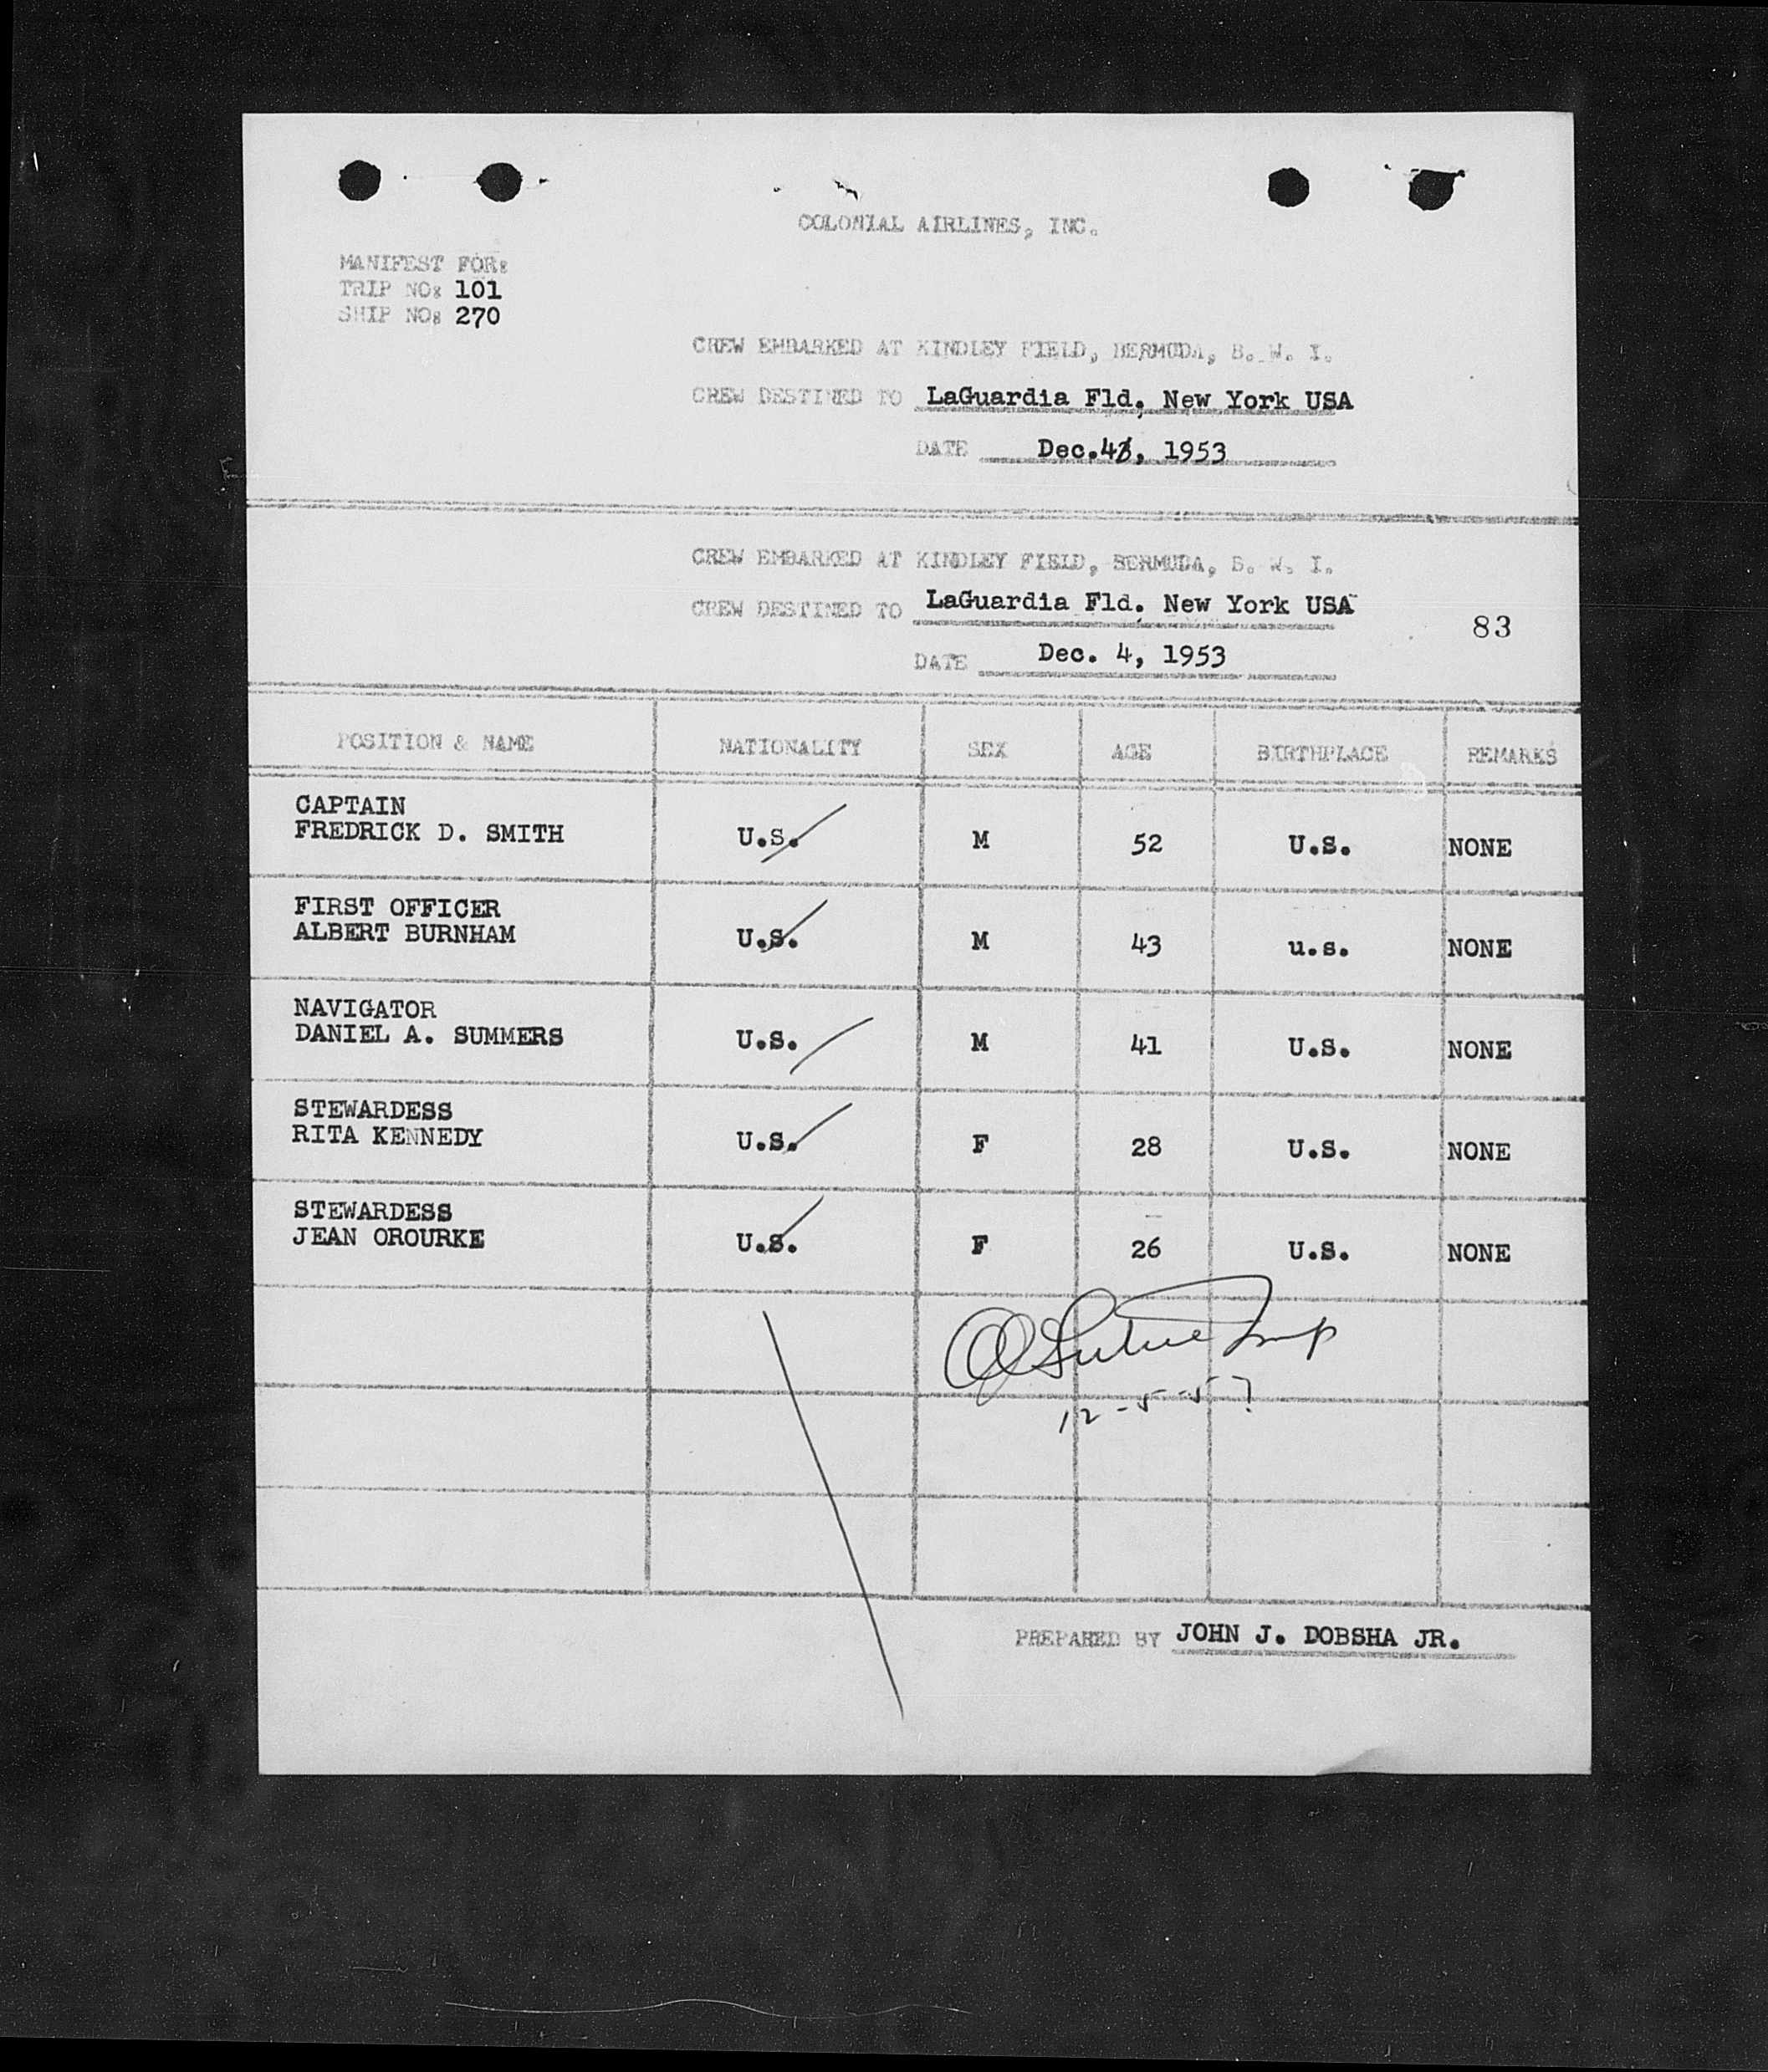 COLONIAL AIRLINES, INC.
MANIFEST FOR:
TRIP NO: 101
SHIP NO: 270
CREW EMBARKED AT KINDLEY FIELD, BERMUDA, B. W. I.
CREW DESTINED TO LaGuardia Fld. New York USA
DATE Dec.4, 1953
CREW EMBARKED AT KINDLEY FIELD, BERMUDA, B. W. I.
CREW DESTINED TO LaGuardia Fld. New York USA
83
DATE Dec. 4, 1953
POSITION & NAME NATIONALITY SEX AGE BIRTHPLACE REMARKS
CAPTAIN
FREDRICK D. SMITH U.S. M 52 U.S. NONE
FIRST OFFICER
ALBERT BURNHAM U.S. M 43 u.s. NONE
NAVIGATOR
DANIEL A. SUMMERS U.S. M 41 U.S. NONE
STEWARDESS
RITA KENNEDY U.S. F 28 U.S. NONE
STEWARDESS
JEAN OROURKE U.S. F 26 U.S. NONE
PREPARED BY JOHN J. DOBSHA JR.